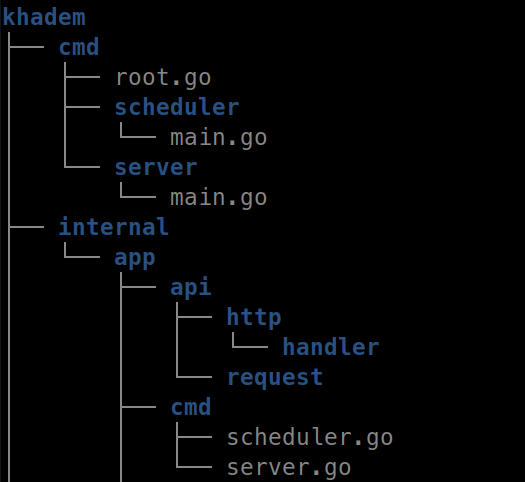 khadem
cmd
root.go
scheduler
main.go
server
main.go
internal
app
api
http
handler
request
cmd
scheduler.go
server.go